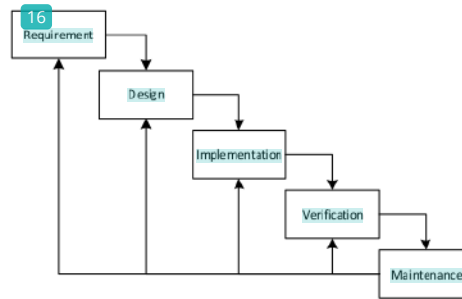 16
Requirement
Design
Implementation
Verification
Maintenance